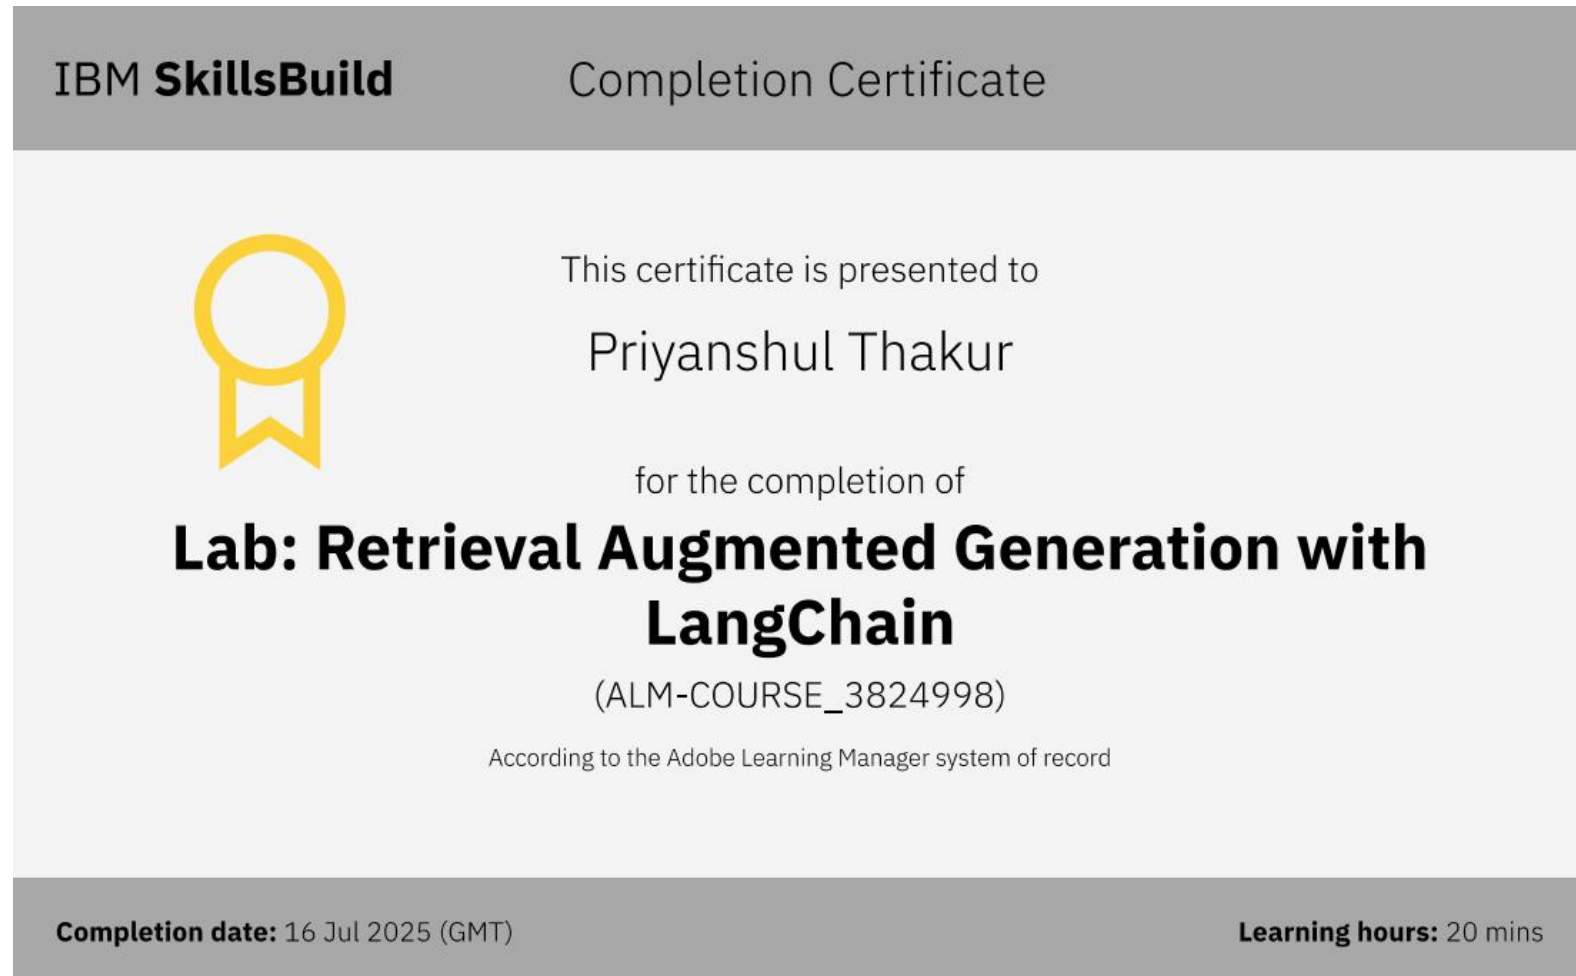 IBM SkillsBuild
Completion Certificate
This certificate is presented to
Priyanshul Thakur
for the completion of
Lab: Retrieval Augmented Generation with
LangChain
(ALM-COURSE_3824998)
According to the Adobe Learning Manager system of record
Completion date: 16 Jul 2025 (GMT)
Learning hours: 20 mins